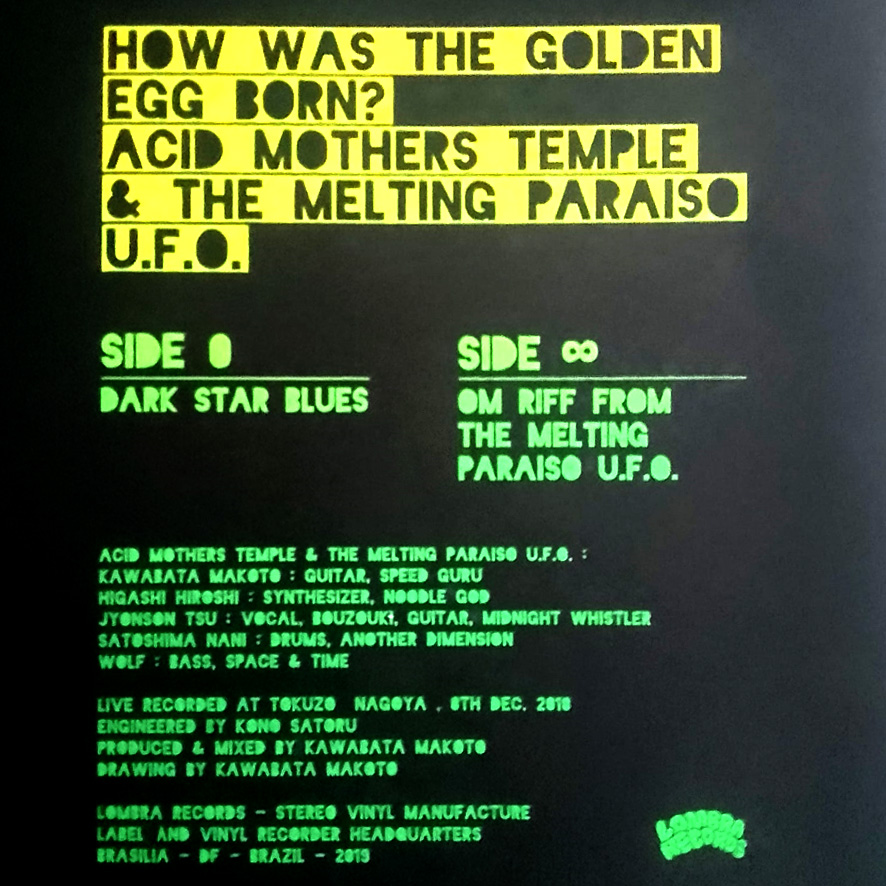 HOW WAS THE GOLDEN
EGG BORN?
ACID MOTHERS TEMPLE
& THE MELTING PARAISO
U.F.O.
SIDE 0
DARK STAR BLUES
SIDE ∞
OM RIFF FROM
THE MELTING
PARAISO U.F.O.
ACID MOTHERS TEMPLE & THE MELTING PARAISO U.F.O. :
KAWABATA MAKOTO : GUITAR, SPEED GURU
HIGASHI HIROSHI : SYNTHESIZER, NOODLE GOD
JYONSON TSU : VOCAL, BOUZOUKI, GUITAR, MIDNIGHT WHISTLER
SATOSHIMA NANI : DRUMS, ANOTHER DIMENSION
WOLF : BASS, SPACE & TIME
LIVE RECORDED AT TOKUZO NAGOYA , 8TH DEC. 2018
ENGINEERED BY KONO SATORU
PRODUCED & MIXED BY KAWABATA MAKOTO
DRAWING BY KAWABATA MAKOTO
LOMBRA RECORDS - STEREO VINYL MANUFACTURE
LABEL AND VINYL RECORDER HEADQUARTERS
BRASILIA - DF - BRAZIL - 2019
LOMBRA
RECORDS